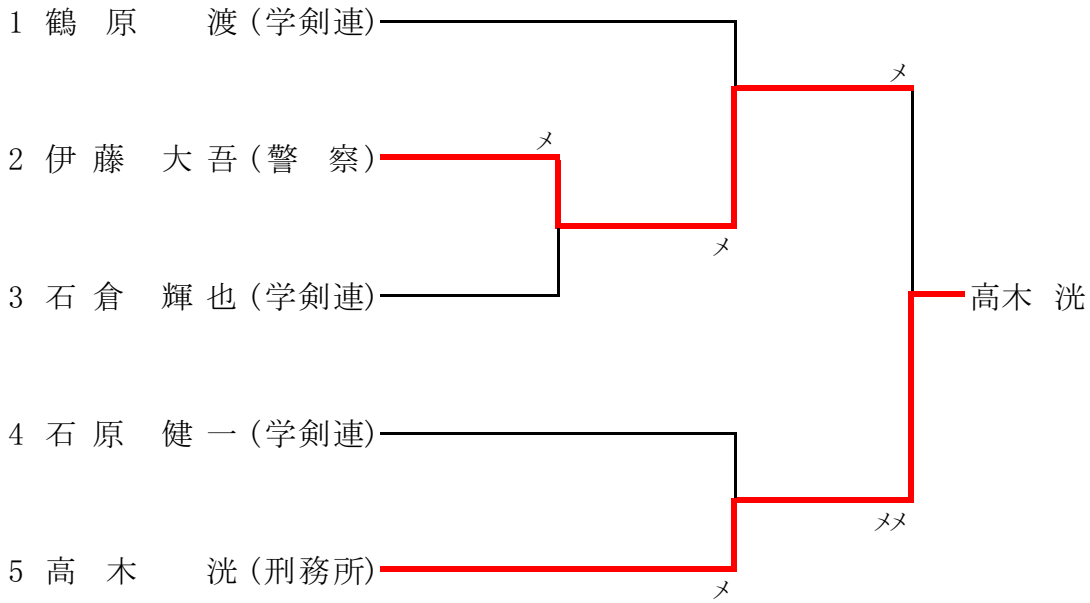 1 鶴原 渡(学剣連)
メ
メ
2 伊藤 大吾(警 察)
メ
3 石倉 輝也(学剣連)
高木 洸
4 石原 健一(学剣連)
メメ
5 高木 洸(刑務所)
メ